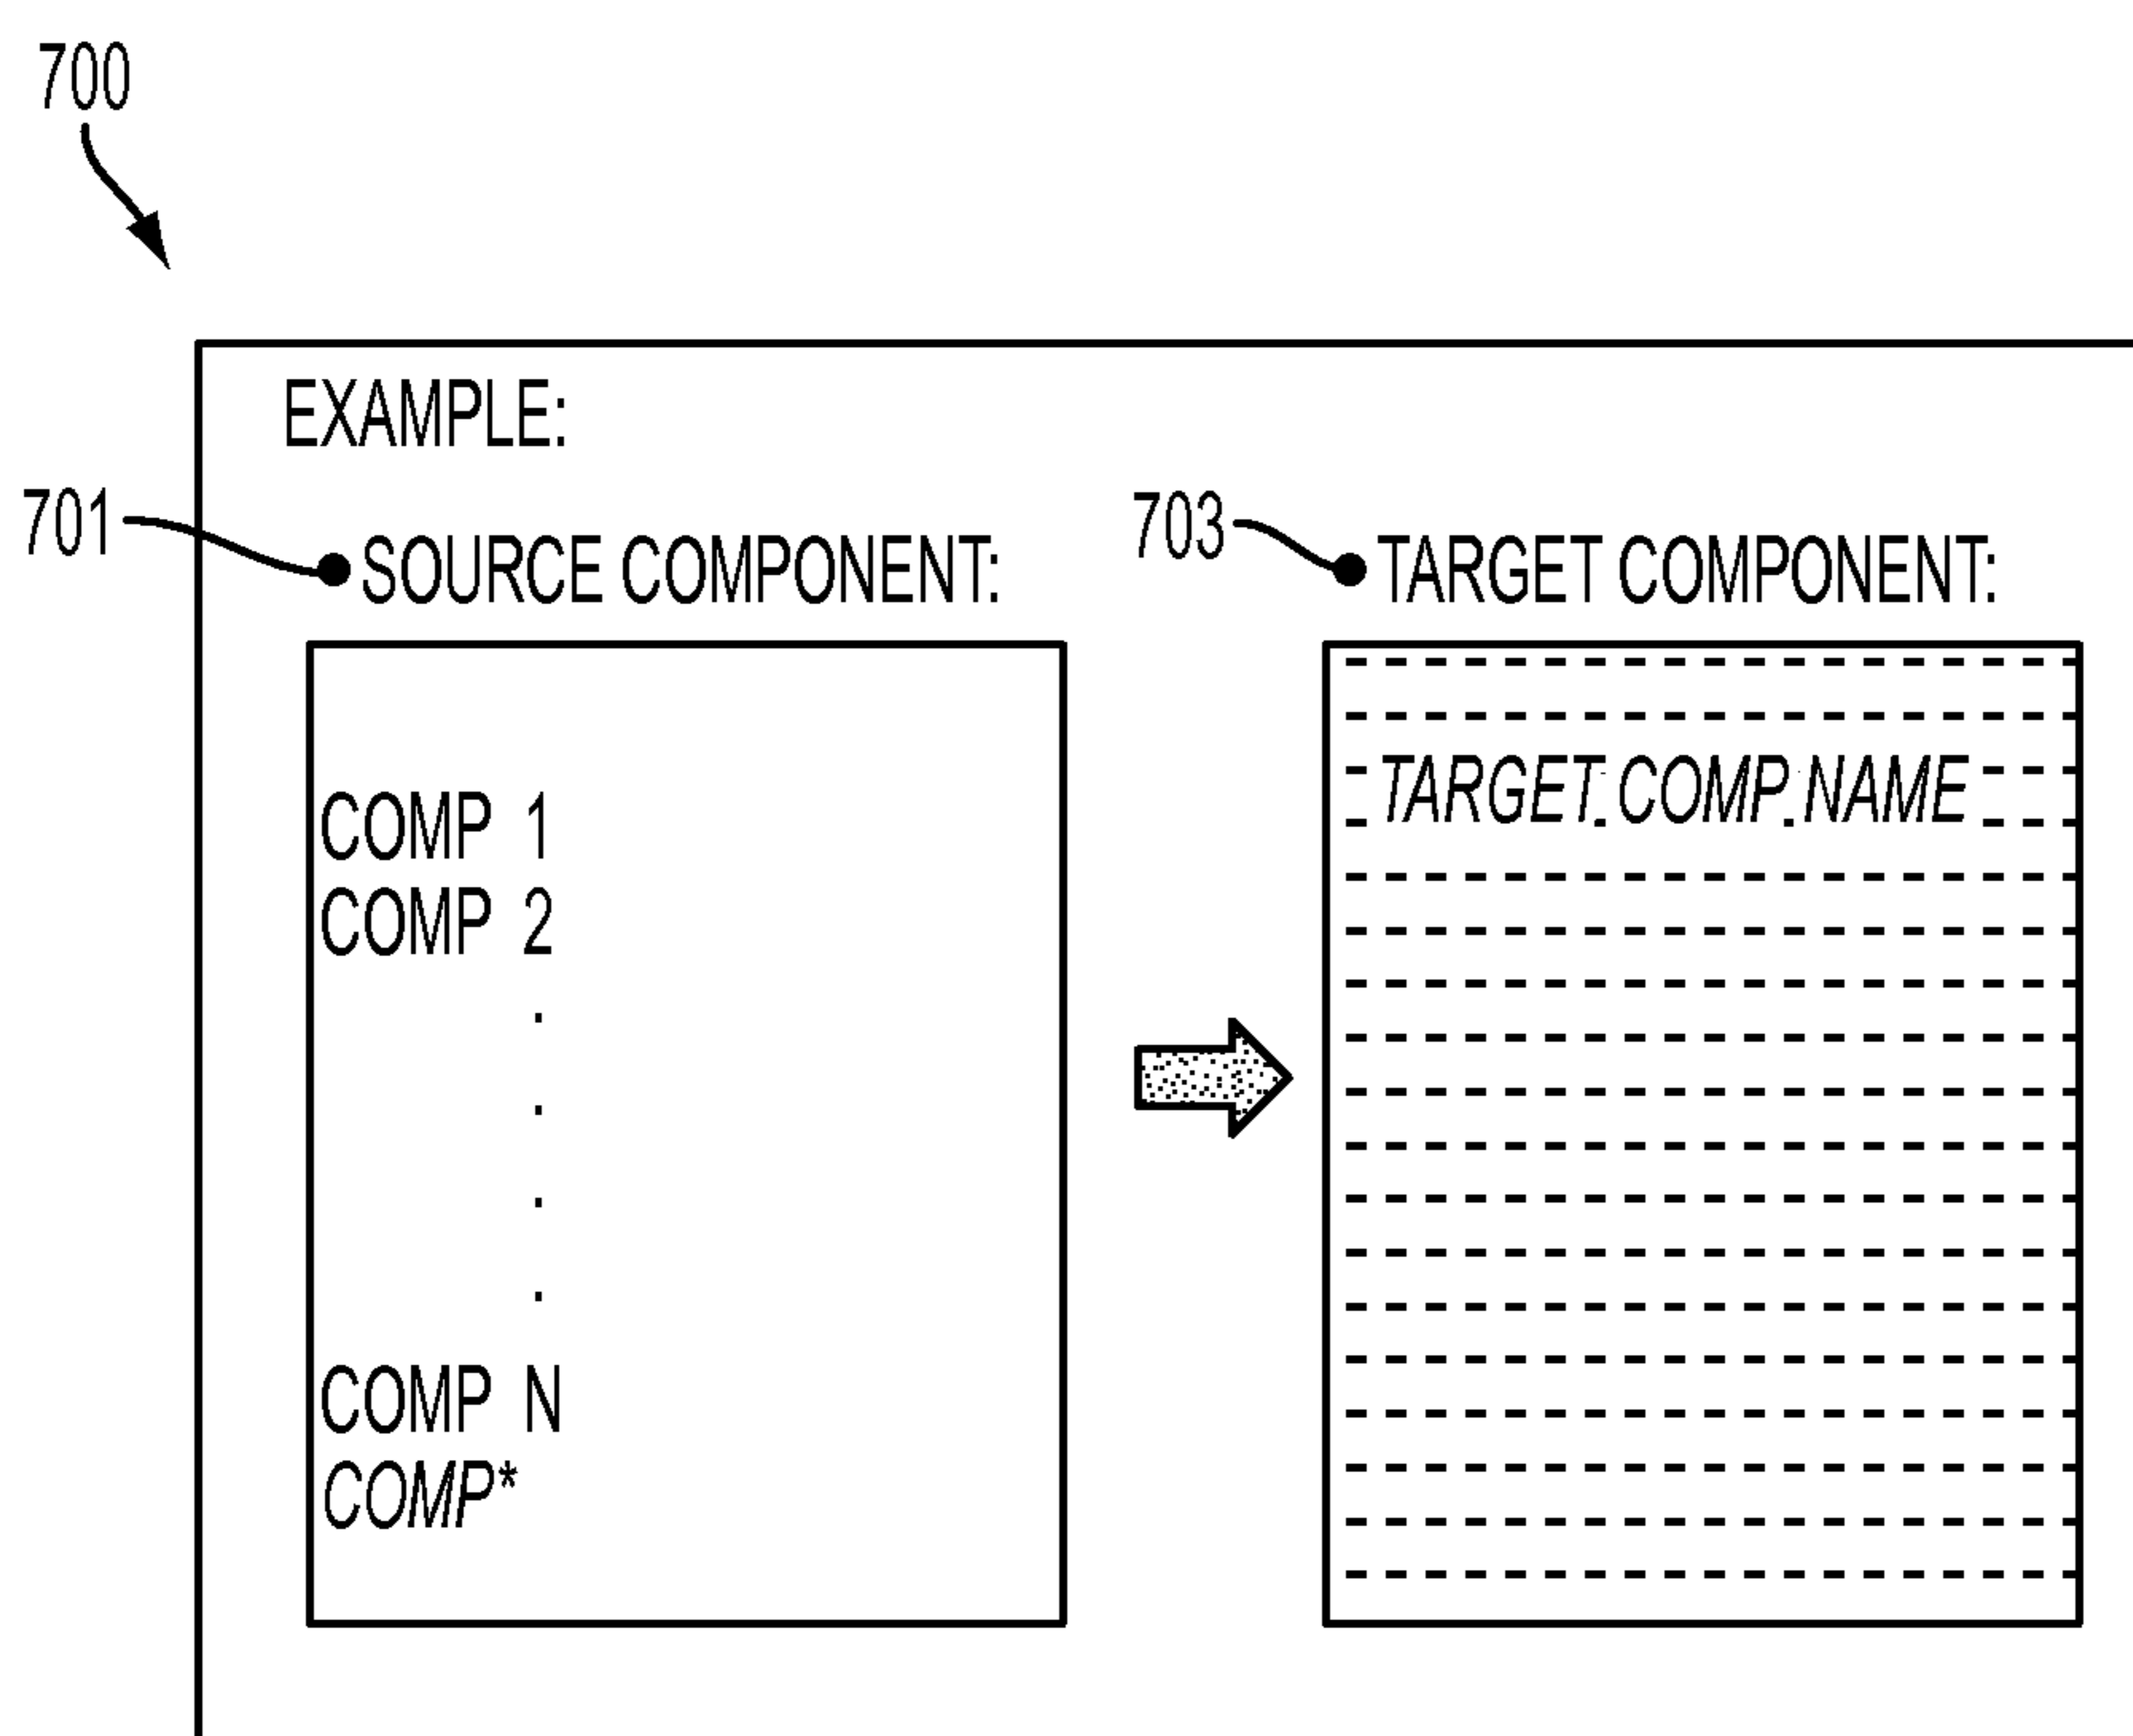 700
EXAMPLE:
701
SOURCE COMPONENT:
COMP 1
COMP 2
.
.
.
.
COMP N
COMP*
703
TARGET COMPONENT:
TARGET.COMP.NAME